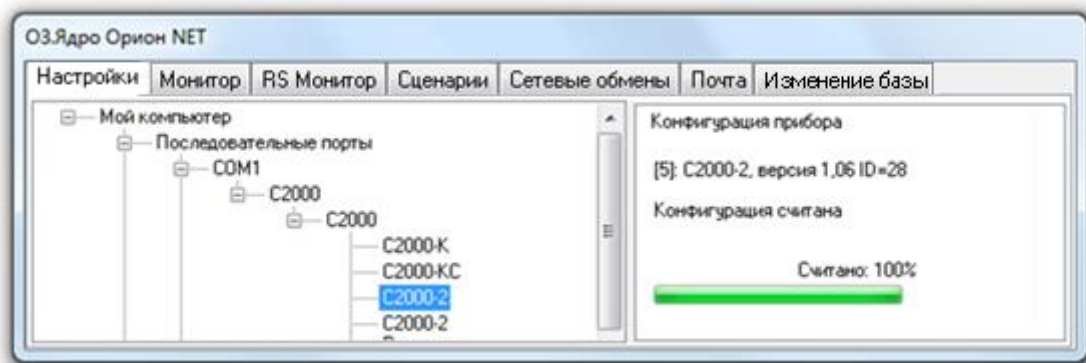 ОЗ.Ядро Орион NET
Настройки Монитор RS Монитор Сценарии Сетевые обмены Почта Изменение базы
Мой компьютер
Последовательные порты
COM1
С2000
С2000
С2000-К
С2000-КС
С2000-2
С2000-2
Конфигурация прибора
[5]: С2000-2, версия 1,06 ID=28
Конфигурация считана
Считано: 100%